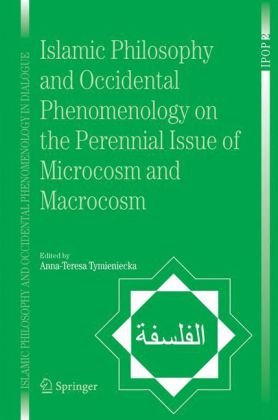 Islamic Philosophy
and Occidental
Phenomenology on
the Perennial Issue of
Microcosm and
Macrocosm
IPOP 2
Edited by
Anna-Teresa Tymieniecka
ISLAMIC PHILOSOPHY AND OCCIDENTAL PHENOMENOLOGY IN DIALOGUE
الفلسفة
Springer